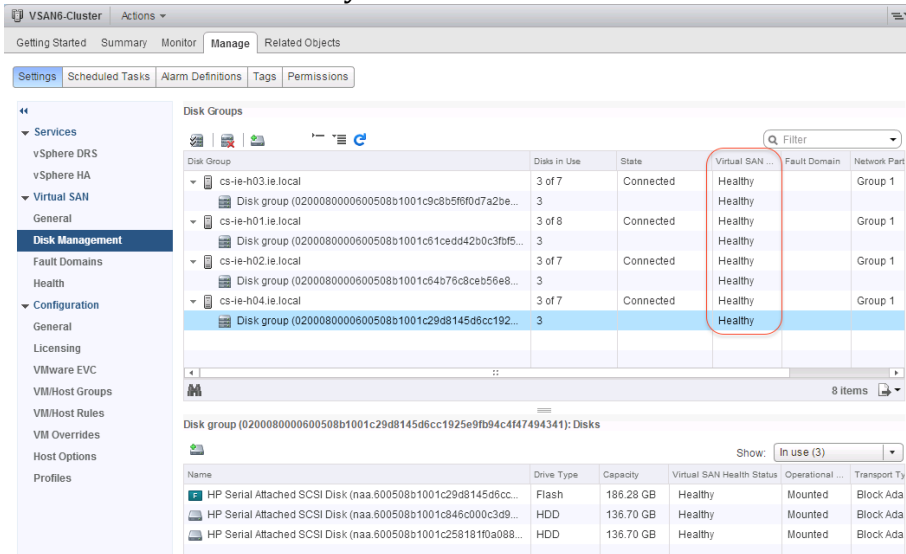 VSAN6-Cluster Actions
Getting Started Summary Monitor Manage Related Objects
Settings Scheduled Tasks Alarm Definitions Tags Permissions
Services
vSphere DRS
vSphere HA
Virtual SAN
General
Disk Management
Fault Domains
Health
Configuration
General
Licensing
VMware EVC
VM/Host Groups
VM/Host Rules
VM Overrides
Host Options
Profiles
Disk Groups
Filter
Disk Group Disks in Use State Virtual SAN ... Fault Domain Network Part
cs-ie-h03.ie.local 3 of 7 Connected Healthy Group 1
Disk group (0200080000600508b1001c9c8b5f6f0d7a2be... 3 Healthy
cs-ie-h01.ie.local 3 of 8 Connected Healthy Group 1
Disk group (0200080000600508b1001c61cedd42b0c3fbf5... 3 Healthy
cs-ie-h02.ie.local 3 of 7 Connected Healthy Group 1
Disk group (0200080000600508b1001c64b76c8ceb56e8... 3 Healthy
cs-ie-h04.ie.local 3 of 7 Connected Healthy Group 1
Disk group (0200080000600508b1001c29d8145d6cc192... 3 Healthy
8 items
Disk group (0200080000600508b1001c29d8145d6cc1925e9fb94c4f47494341): Disks
Show: In use (3)
Name Drive Type Capacity Virtual SAN Health Status Operational ... Transport Ty
F HP Serial Attached SCSI Disk (naa.600508b1001c29d8145d6cc... Flash 186.28 GB Healthy Mounted Block Ada
HP Serial Attached SCSI Disk (naa.600508b1001c846c000c3d9... HDD 136.70 GB Healthy Mounted Block Ada
HP Serial Attached SCSI Disk (naa.600508b1001c258181f0a088... HDD 136.70 GB Healthy Mounted Block Ada